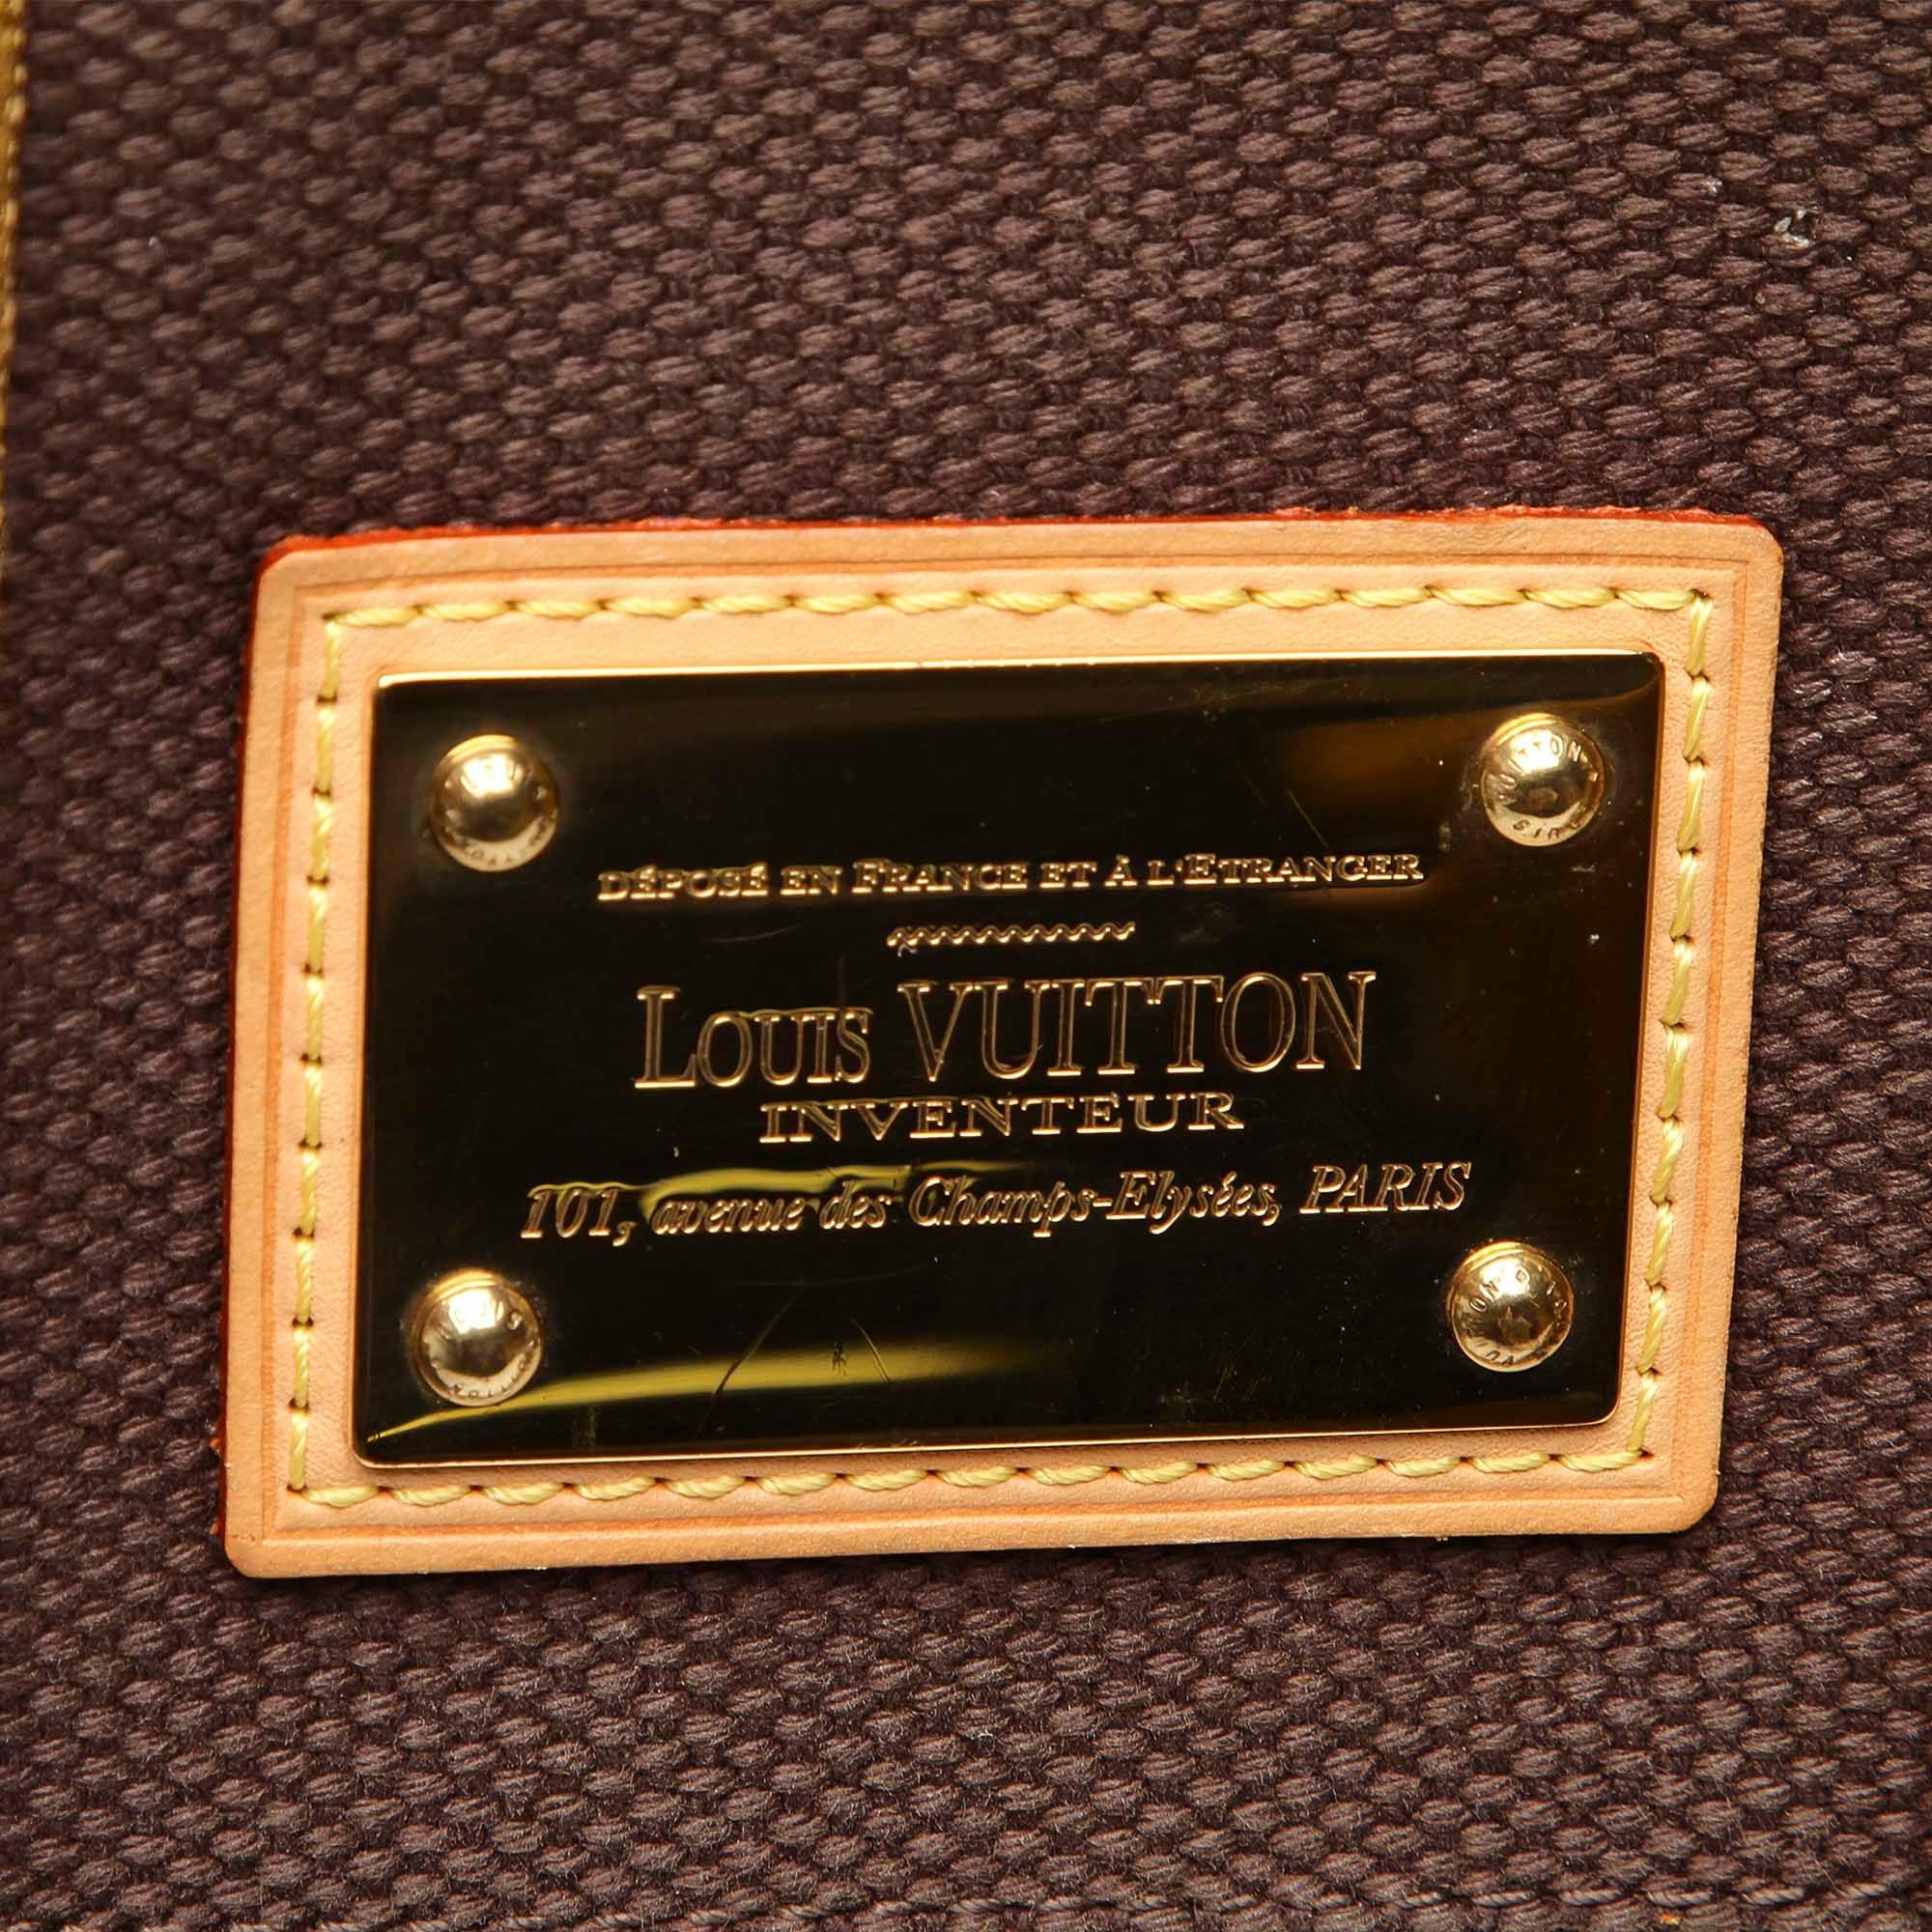 DÉPOSÉ EN FRANCE ET À L'ETRANGER
LOUIS VUITTON
INVENTEUR
101, avenue des Champs-Elysées, PARIS